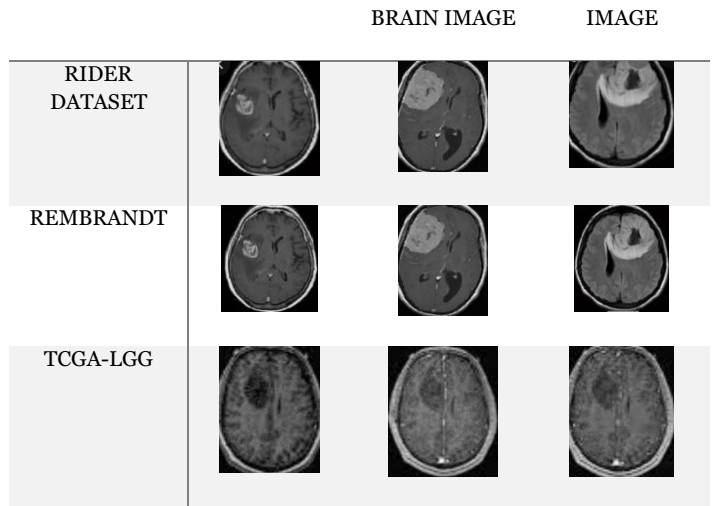 BRAIN IMAGE IMAGE
RIDER
DATASET
REMBRANDT
TCGA-LGG